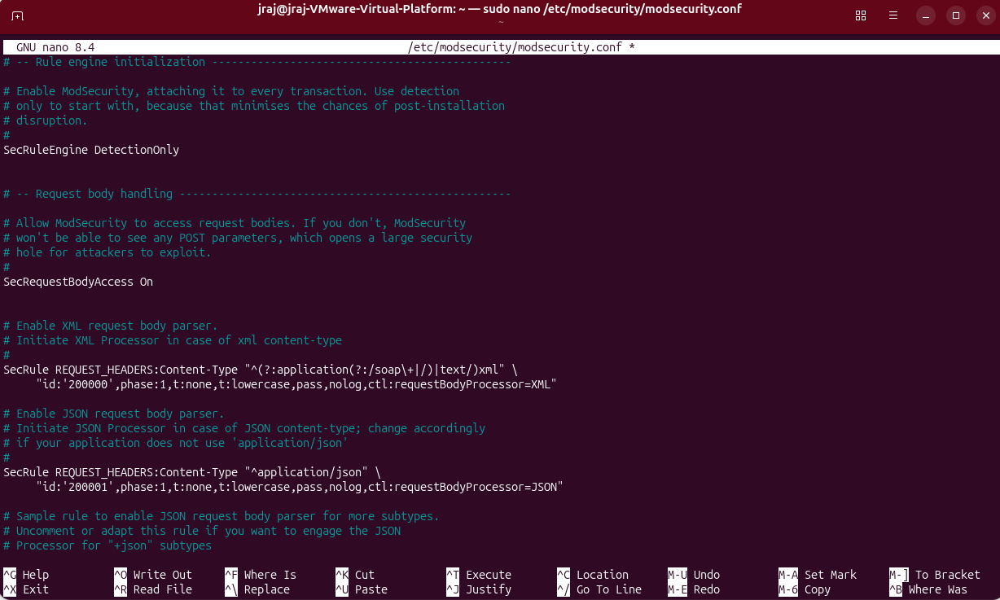 jraj@jraj-VMware-Virtual-Platform: ~ — sudo nano /etc/modsecurity/modsecurity.conf
~
GNU nano 8.4 /etc/modsecurity/modsecurity.conf *
# -- Rule engine initialization ----------------------------------------------
# Enable ModSecurity, attaching it to every transaction. Use detection
# only to start with, because that minimises the chances of post-installation
# disruption.
#
SecRuleEngine DetectionOnly
# -- Request body handling ---------------------------------------------------
# Allow ModSecurity to access request bodies. If you don't, ModSecurity
# won't be able to see any POST parameters, which opens a large security
# hole for attackers to exploit.
#
SecRequestBodyAccess On
# Enable XML request body parser.
# Initiate XML Processor in case of xml content-type
#
SecRule REQUEST_HEADERS:Content-Type "^(?:application(?:/soap\+|/)|text/)xml" \
"id:'200000',phase:1,t:none,t:lowercase,pass,nolog,ctl:requestBodyProcessor=XML"
# Enable JSON request body parser.
# Initiate JSON Processor in case of JSON content-type; change accordingly
# if your application does not use 'application/json'
#
SecRule REQUEST_HEADERS:Content-Type "^application/json" \
"id:'200001',phase:1,t:none,t:lowercase,pass,nolog,ctl:requestBodyProcessor=JSON"
# Sample rule to enable JSON request body parser for more subtypes.
# Uncomment or adapt this rule if you want to engage the JSON
# Processor for "+json" subtypes
^G Help ^O Write Out ^F Where Is ^K Cut ^T Execute ^C Location M-U Undo M-A Set Mark M-] To Bracket
^X Exit ^R Read File ^\ Replace ^U Paste ^J Justify ^/ Go To Line M-E Redo M-6 Copy ^B Where Was